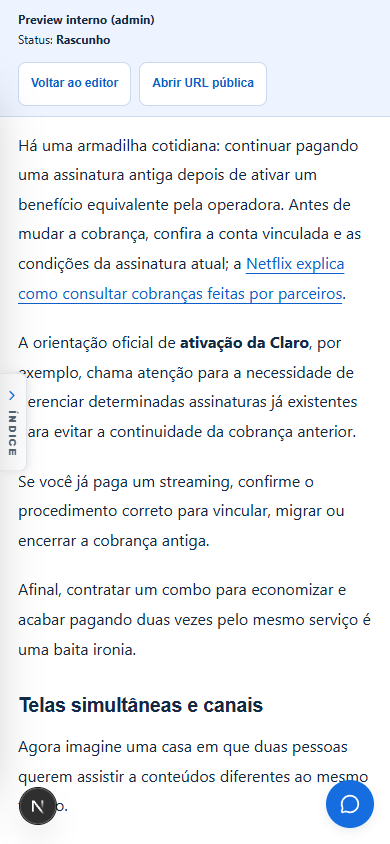 Preview interno (admin)
Status: Rascunho
Voltar ao editor
Abrir URL pública
Há uma armadilha cotidiana: continuar pagando
uma assinatura antiga depois de ativar um
benefício equivalente pela operadora. Antes de
mudar a cobrança, confira a conta vinculada e as
condições da assinatura atual; a Netflix explica
como consultar cobranças feitas por parceiros.
A orientação oficial de ativação da Claro, por
exemplo, chama atenção para a necessidade de
gerenciar determinadas assinaturas já existentes
para evitar a continuidade da cobrança anterior.
ÍNDICE
Se você já paga um streaming, confirme o
procedimento correto para vincular, migrar ou
encerrar a cobrança antiga.
Afinal, contratar um combo para economizar e
acabar pagando duas vezes pelo mesmo serviço é
uma baita ironia.
Telas simultâneas e canais
Agora imagine uma casa em que duas pessoas
querem assistir a conteúdos diferentes ao mesmo
N